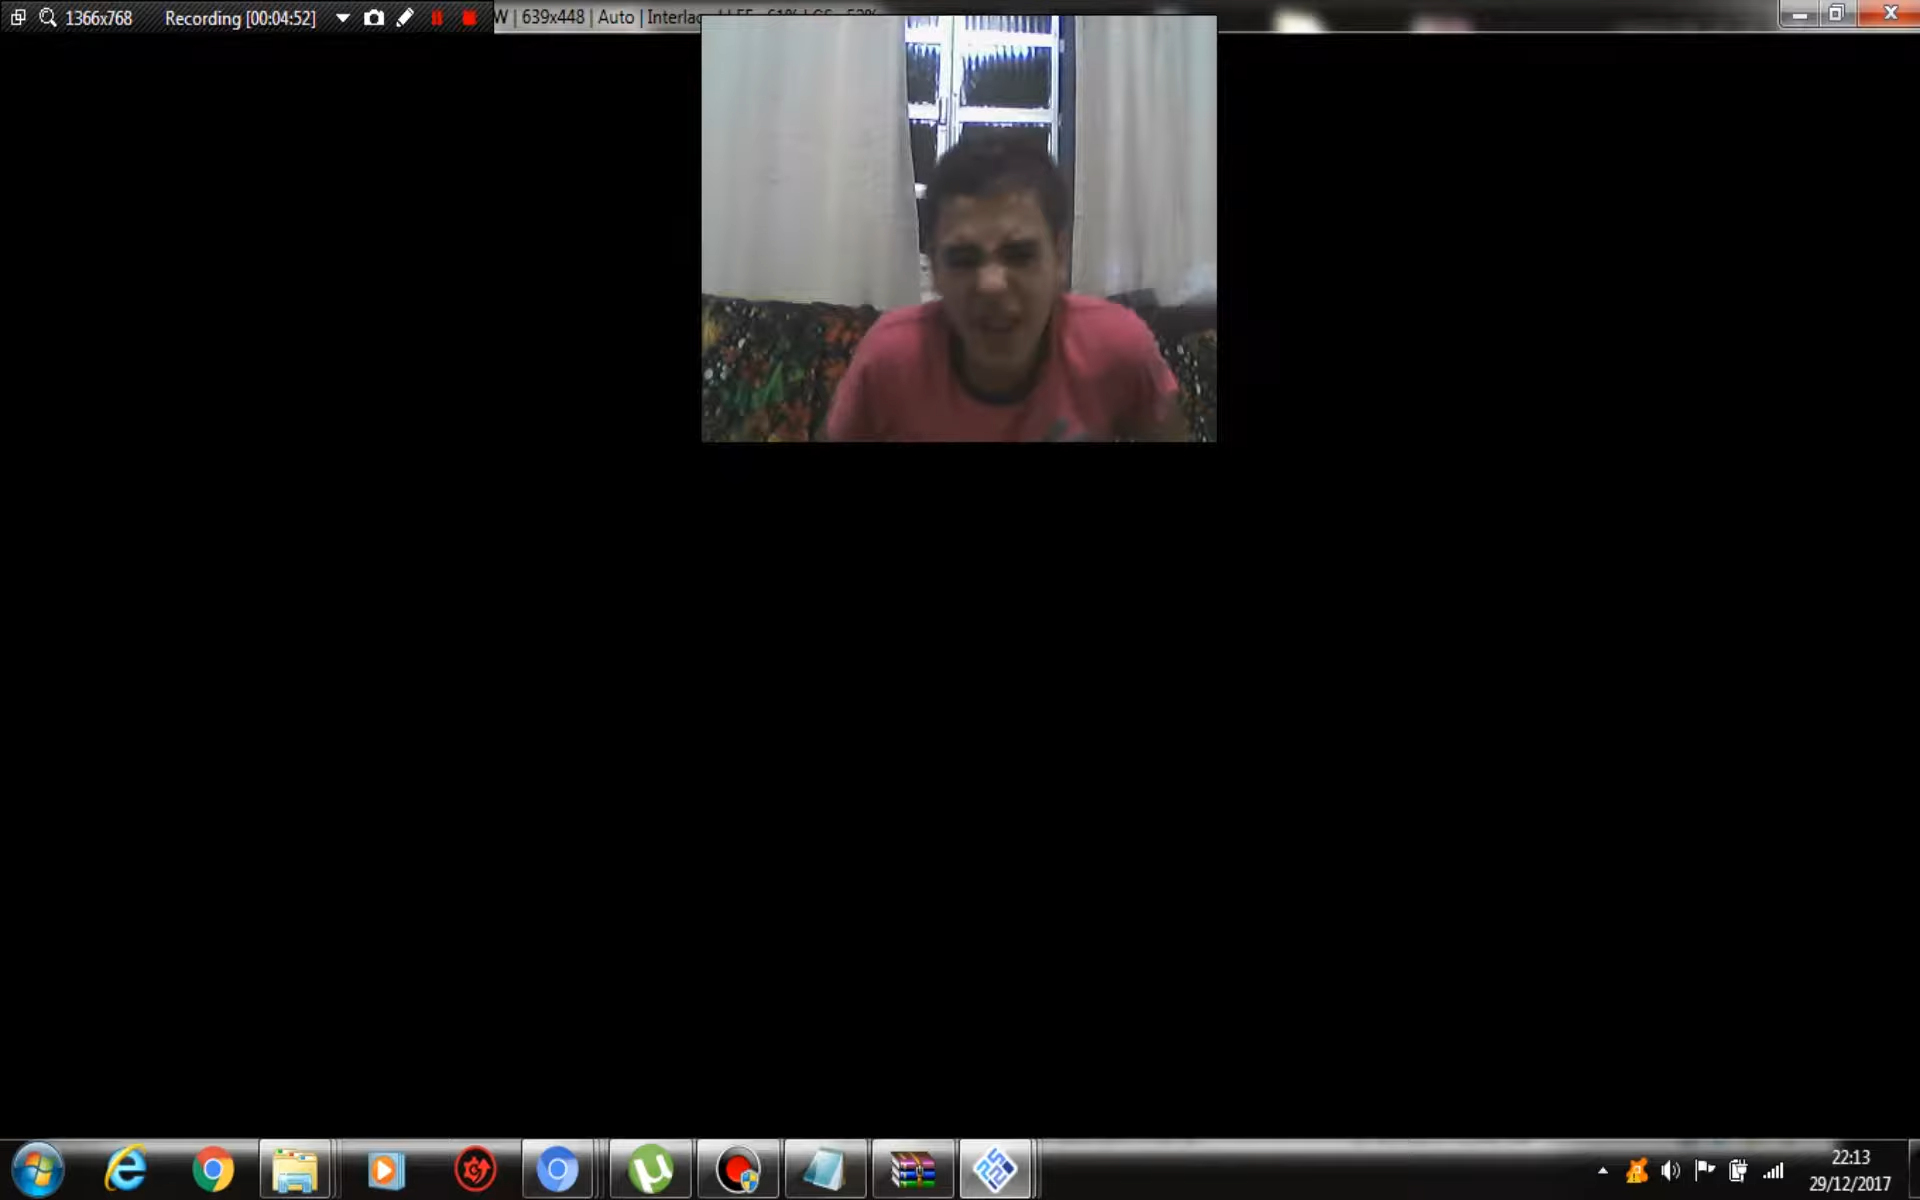 1366x768 Recording [00:04:52] W | 639x448 | Auto | Interlac
22:13
29/12/2017